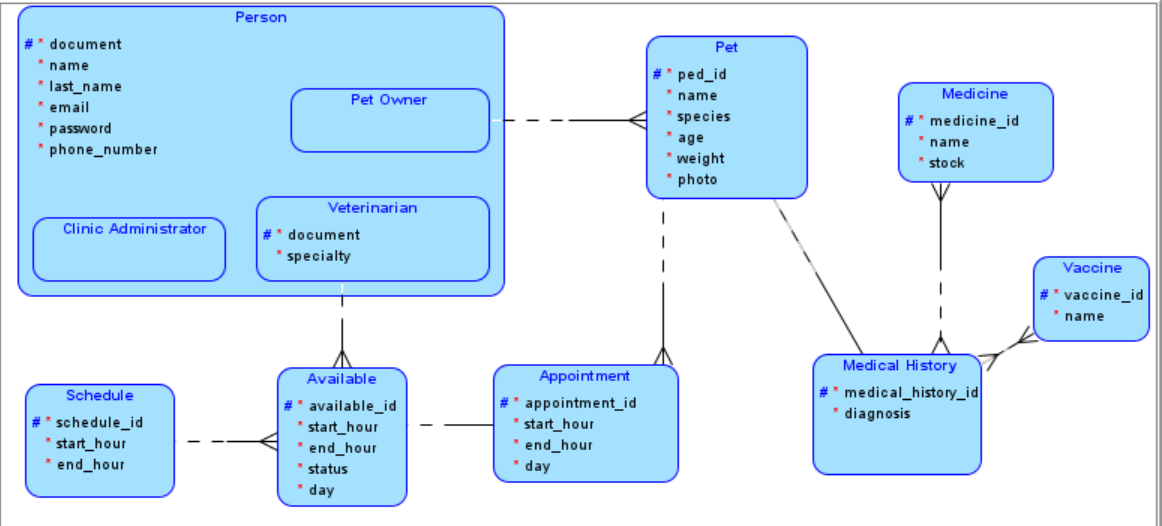 Person
# * document
* name
* last_name
* email
* password
* phone_number
Pet Owner
Clinic Administrator
Veterinarian
# * document
* specialty
Pet
# * ped_id
* name
* species
* age
* weight
* photo
Medicine
# * medicine_id
* name
* stock
Vaccine
# * vaccine_id
* name
Schedule
# * schedule_id
* start_hour
* end_hour
Available
# * available_id
* start_hour
* end_hour
* status
* day
Appointment
# * appointment_id
* start_hour
* end_hour
* day
Medical History
# * medical_history_id
* diagnosis